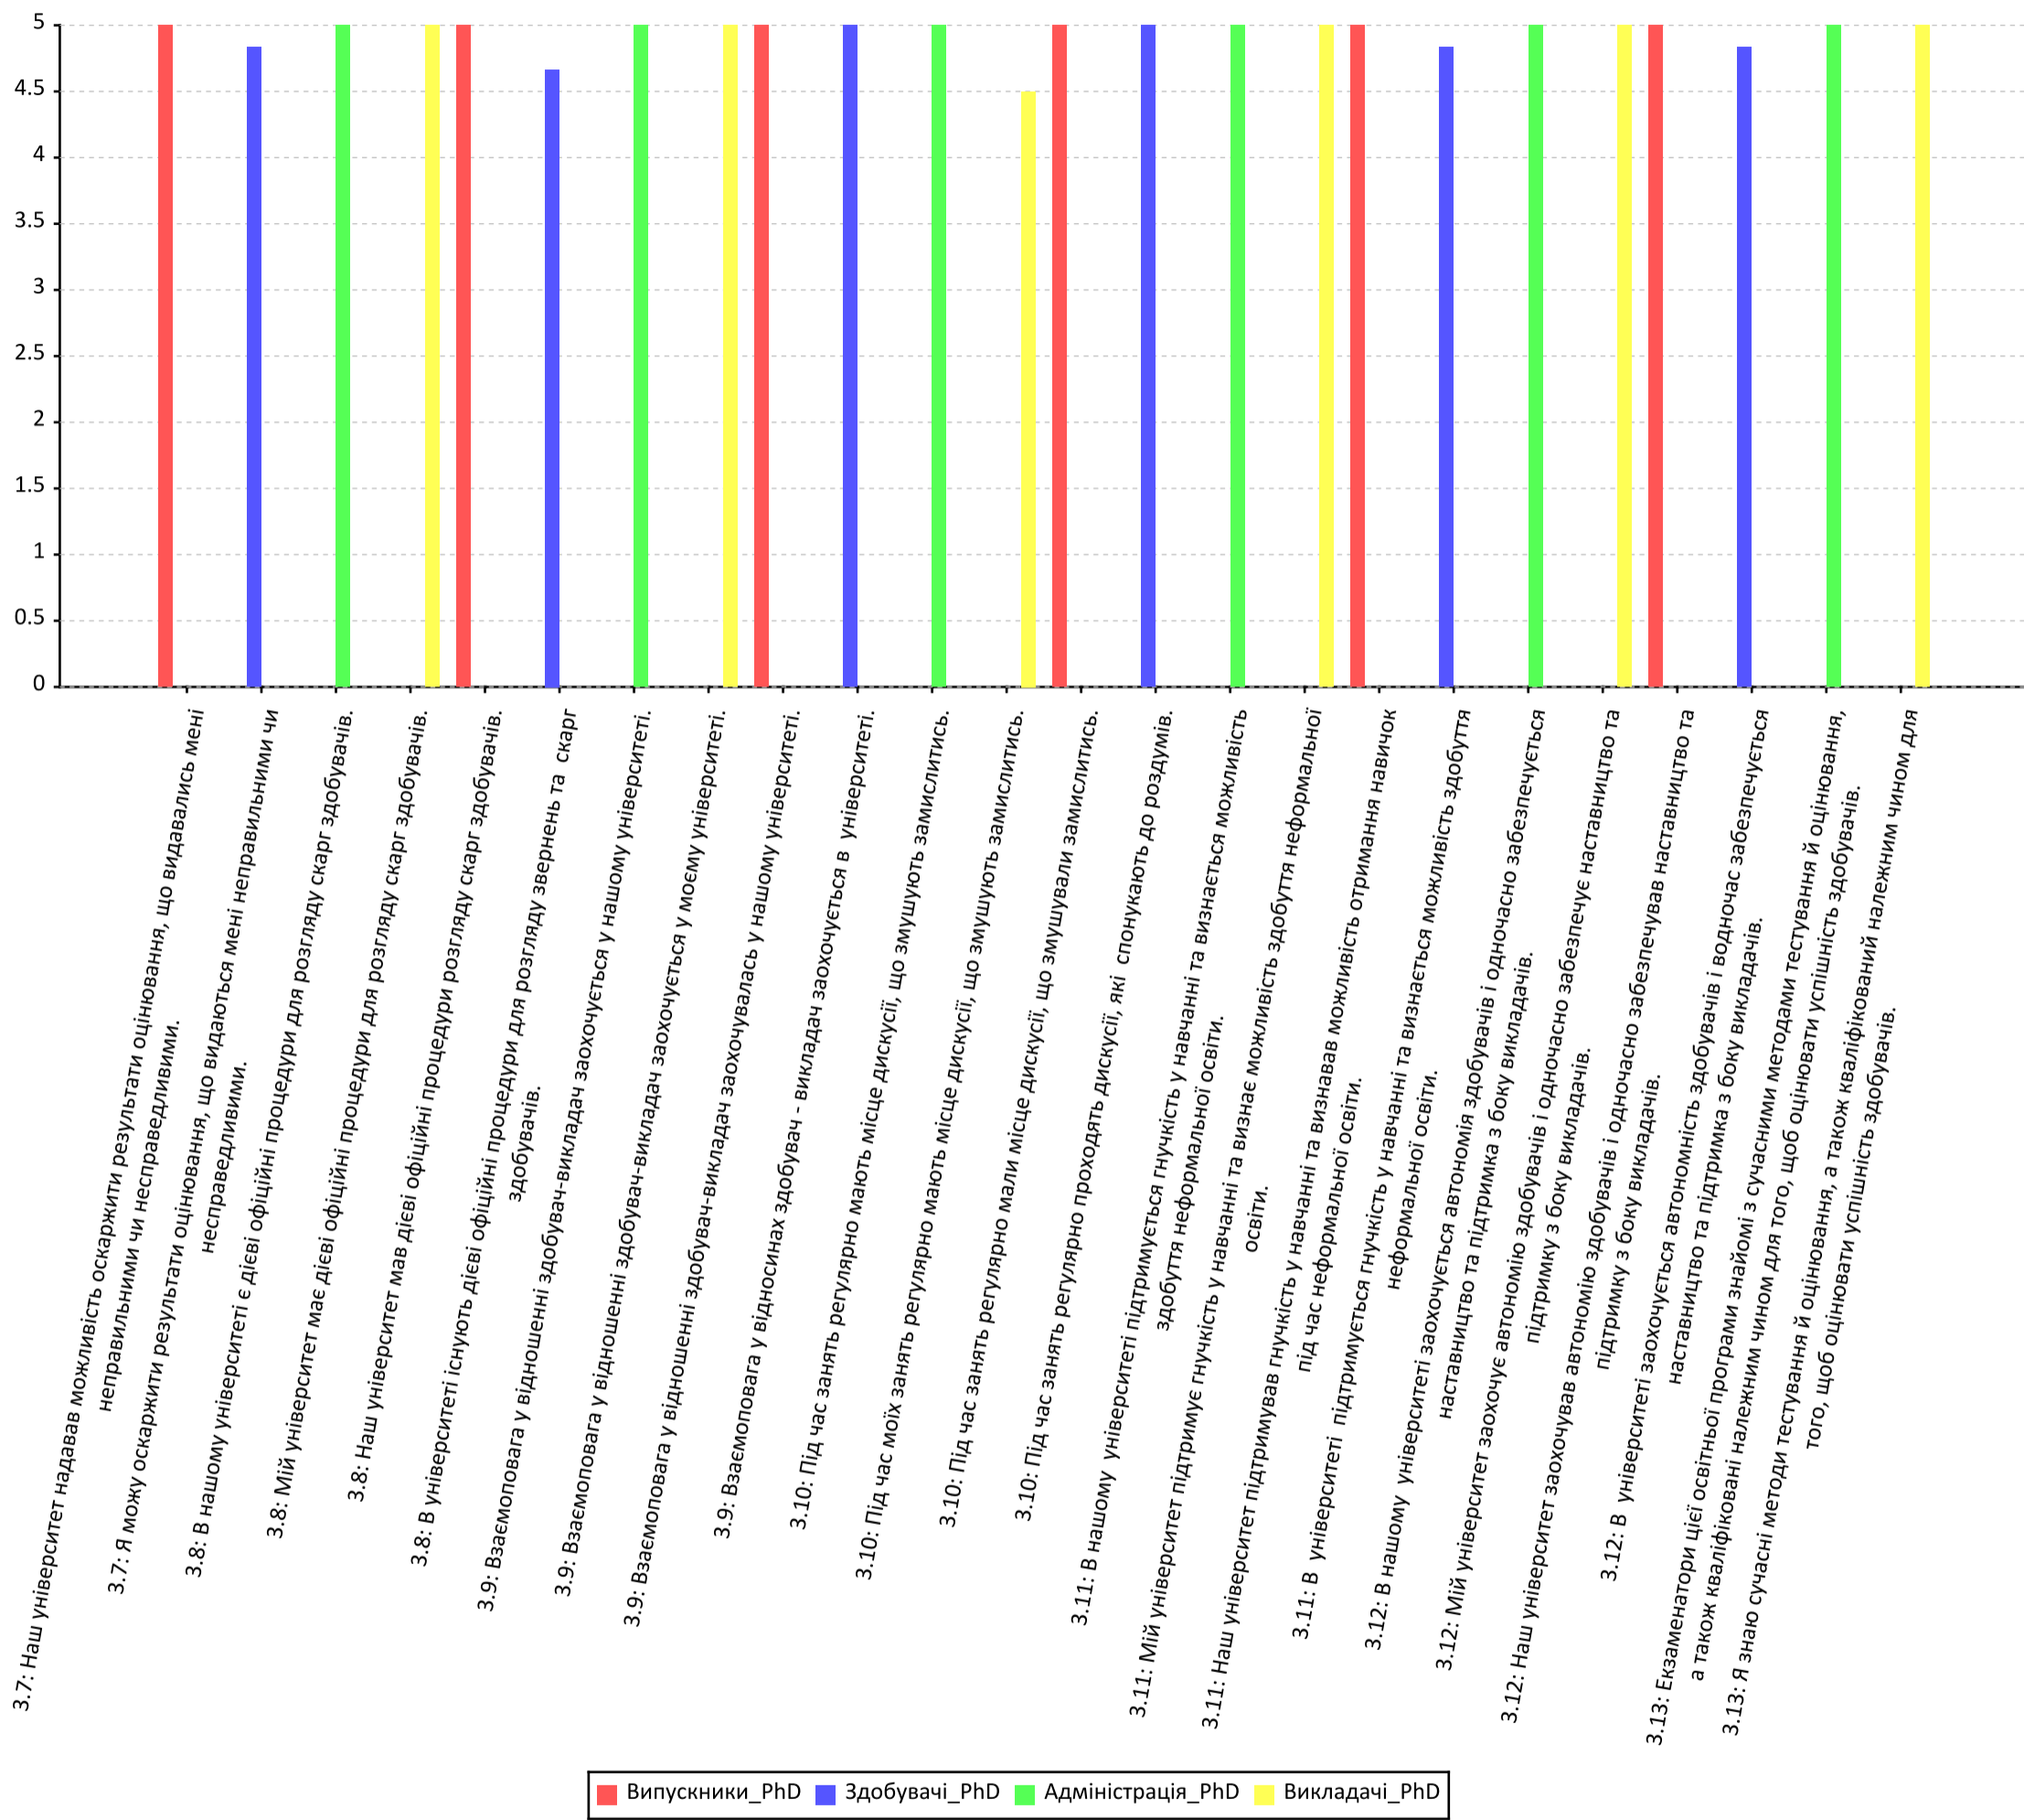 5
4.5
4
3.5
3
2.5
2
1.5
1
0.5
0
3.7: Наш університет надавав можливість оскаржити результати оцінювання, що видавались мені
неправильними чи несправедливими.
3.7: Я можу оскаржити результати оцінювання, що видаються мені неправильними чи
несправедливими.
3.8: В нашому університеті є дієві офіційні процедури для розгляду скарг здобувачів.
3.8: Мій університет має дієві офіційні процедури для розгляду скарг здобувачів.
3.8: Наш університет мав дієві офіційні процедури розгляду скарг здобувачів.
3.8: В університеті існують дієві офіційні процедури для розгляду звернень та скарг
здобувачів.
3.9: Взаємоповага у відношенні здобувач-викладач заохочується у нашому університеті.
3.9: Взаємоповага у відношенні здобувач-викладач заохочується у моєму університеті.
3.9: Взаємоповага у відношенні здобувач-викладач заохочувалась у нашому університеті.
3.9: Взаємоповага у відносинах здобувач - викладач заохочується в університеті.
3.10: Під час занять регулярно мають місце дискусії, що змушують замислитись.
3.10: Під час моїх занять регулярно мають місце дискусії, що змушують замислитись.
3.10: Під час занять регулярно мали місце дискусії, що змушували замислитись.
3.10: Під час занять регулярно проходять дискусії, які спонукають до роздумів.
3.11: В нашому університеті підтримується гнучкість у навчанні та визнається можливість
здобуття неформальної освіти.
3.11: Мій університет підтримує гнучкість у навчанні та визнає можливість здобуття неформальної
освіти.
3.11: Наш університет підтримував гнучкість у навчанні та визнавав можливість отримання навичок
під час неформальної освіти.
3.11: В університеті підтримується гнучкість у навчанні та визнається можливість здобуття
неформальної освіти.
3.12: В нашому університеті заохочується автономія здобувачів і одночасно забезпечується
наставництво та підтримка з боку викладачів.
3.12: Мій університет заохочує автономію здобувачів і одночасно забезпечує наставництво та
підтримку з боку викладачів.
3.12: Наш університет заохочував автономію здобувачів і одночасно забезпечував наставництво та
підтримку з боку викладачів.
3.12: В університеті заохочується автономність здобувачів і водночас забезпечується
наставництво та підтримка з боку викладачів.
3.13: Екзаменатори цієї освітньої програми знайомі з сучасними методами тестування й оцінювання,
а також кваліфіковані належним чином для того, щоб оцінювати успішність здобувачів.
3.13: Я знаю сучасні методи тестування й оцінювання, а також кваліфікований належним чином для
того, щоб оцінювати успішність здобувачів.
Випускники_PhD Здобувачі_PhD Адміністрація_PhD Викладачі_PhD